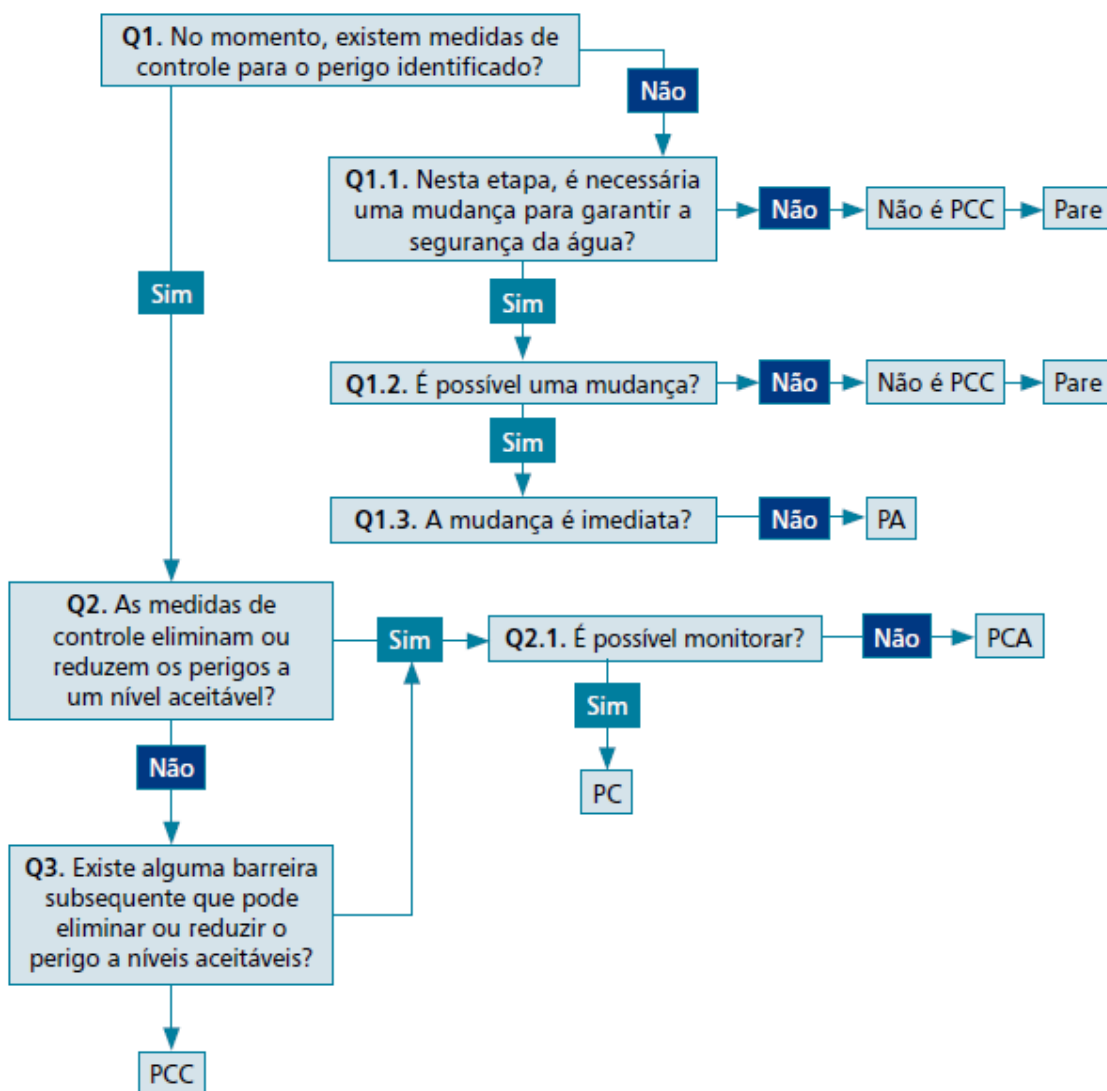 Q1. No momento, existem medidas de
controle para o perigo identificado?
Não
Q1.1. Nesta etapa, é necessária
uma mudança para garantir a
segurança da água?
Não
Não é PCC
Pare
Sim
Sim
Q1.2. É possível uma mudança?
Não
Não é PCC
Pare
Sim
Q1.3. A mudança é imediata?
Não
PA
Q2. As medidas de
controle eliminam ou
reduzem os perigos a
um nível aceitável?
Sim
Q2.1. É possível monitorar?
Não
PCA
Sim
PC
Não
Q3. Existe alguma barreira
subsequente que pode
eliminar ou reduzir o
perigo a níveis aceitáveis?
PCC